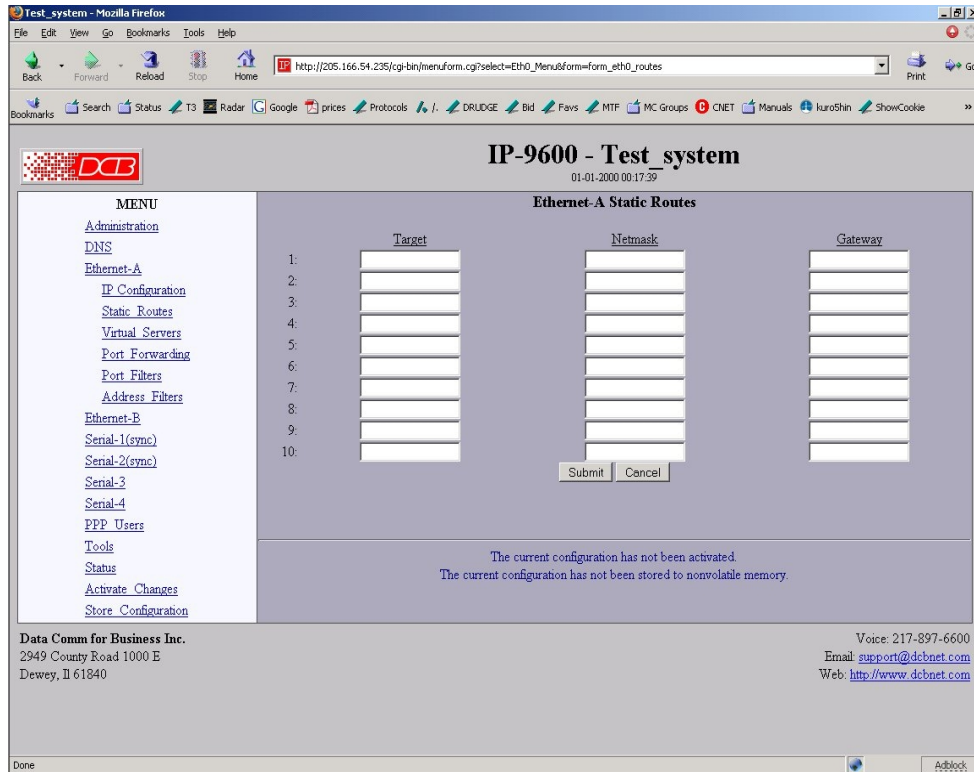 Test_system - Mozilla Firefox
File Edit View Go Bookmarks Tools Help
Back Forward Reload Stop Home
IP http://205.166.54.235/cgi-bin/menuform.cgi?select=Eth0_Menu&form=form_eth0_routes
Print
Bookmarks Search Status T3 Radar Google prices Protocols /. DRUDGE Bid Favs MTF MC Groups CNET Manuals kuro5hin ShowCookie »
DCB
IP-9600 - Test_system
01-01-2000 00:17:39
MENU
Administration
DNS
Ethernet-A
IP Configuration
Static Routes
Virtual Servers
Port Forwarding
Port Filters
Address Filters
Ethernet-B
Serial-1(sync)
Serial-2(sync)
Serial-3
Serial-4
PPP Users
Tools
Status
Activate Changes
Store Configuration
Ethernet-A Static Routes
Target Netmask Gateway
1:
2:
3:
4:
5:
6:
7:
8:
9:
10:
Submit Cancel
The current configuration has not been activated.
The current configuration has not been stored to nonvolatile memory.
Data Comm for Business Inc.
2949 County Road 1000 E
Dewey, Il 61840
Voice: 217-897-6600
Email: support@dcbnet.com
Web: http://www.dcbnet.com
Done
Adblock